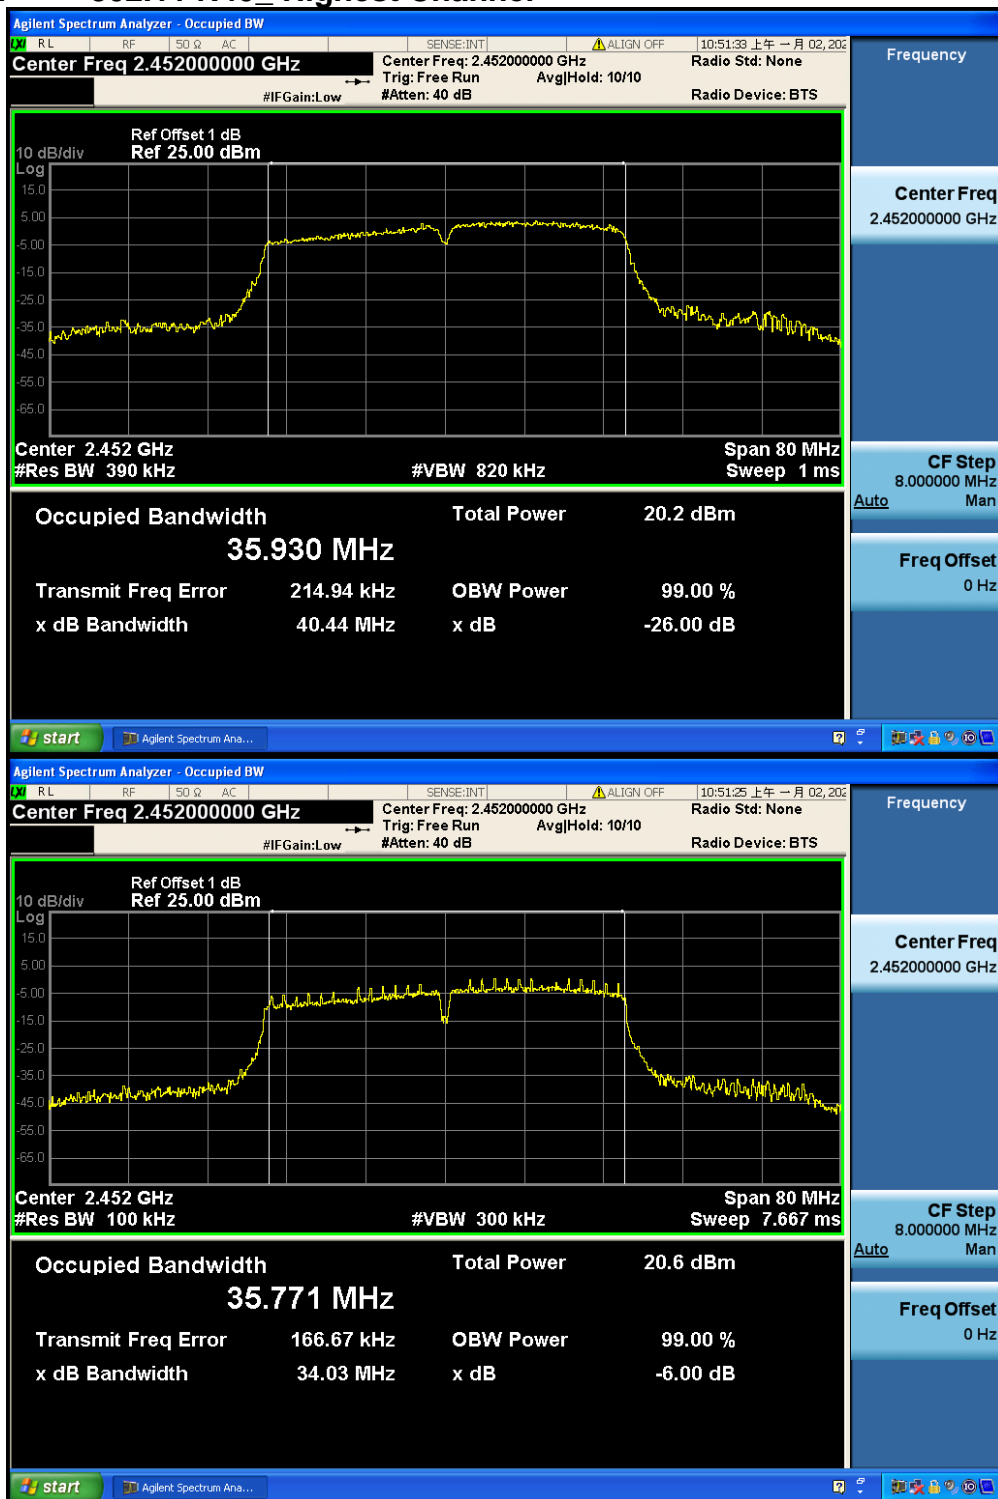 Agilent Spectrum Analyzer - Occupied BW
LXI RL RF 50 Ω AC SENSE:INT ALIGN OFF 10:51:33 上午 一月 02, 202
Center Freq 2.452000000 GHz
Center Freq: 2.452000000 GHz
Radio Std: None
Trig: Free Run Avg|Hold: 10/10
#IFGain:Low #Atten: 40 dB Radio Device: BTS
Frequency
Ref Offset 1 dB
10 dB/div Ref 25.00 dBm
Log
15.0
5.00
-5.00
-15.0
-25.0
-35.0
-45.0
-55.0
-65.0
Center 2.452 GHz Span 80 MHz
#Res BW 390 kHz #VBW 820 kHz Sweep 1 ms
Center Freq
2.452000000 GHz
CF Step
8.000000 MHz
Auto Man
Freq Offset
0 Hz
Occupied Bandwidth Total Power 20.2 dBm
35.930 MHz
Transmit Freq Error 214.94 kHz OBW Power 99.00 %
x dB Bandwidth 40.44 MHz x dB -26.00 dB
start Agilent Spectrum Ana...
Agilent Spectrum Analyzer - Occupied BW
LXI RL RF 50 Ω AC SENSE:INT ALIGN OFF 10:51:25 上午 一月 02, 202
Center Freq 2.452000000 GHz
Center Freq: 2.452000000 GHz
Radio Std: None
Trig: Free Run Avg|Hold: 10/10
#IFGain:Low #Atten: 40 dB Radio Device: BTS
Frequency
Ref Offset 1 dB
10 dB/div Ref 25.00 dBm
Log
15.0
5.00
-5.00
-15.0
-25.0
-35.0
-45.0
-55.0
-65.0
Center 2.452 GHz Span 80 MHz
#Res BW 100 kHz #VBW 300 kHz Sweep 7.667 ms
Center Freq
2.452000000 GHz
CF Step
8.000000 MHz
Auto Man
Freq Offset
0 Hz
Occupied Bandwidth Total Power 20.6 dBm
35.771 MHz
Transmit Freq Error 166.67 kHz OBW Power 99.00 %
x dB Bandwidth 34.03 MHz x dB -6.00 dB
start Agilent Spectrum Ana...